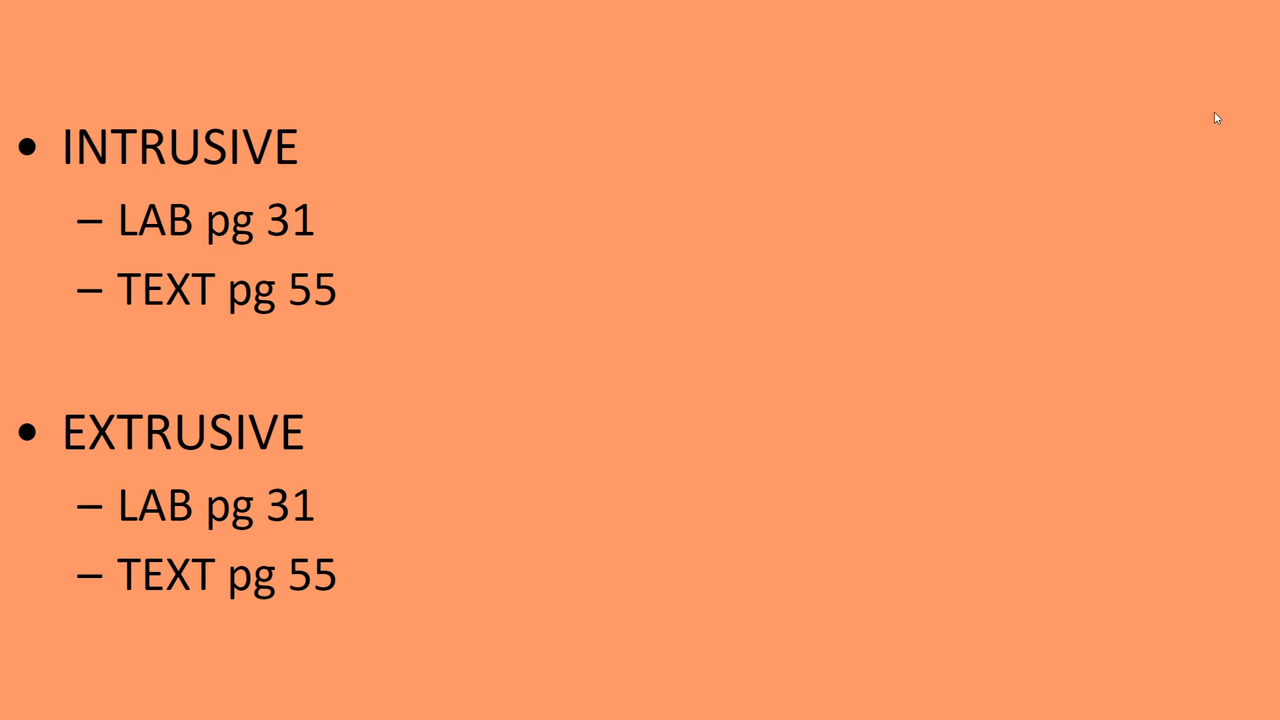 • INTRUSIVE
– LAB pg 31
– TEXT pg 55
• EXTRUSIVE
– LAB pg 31
– TEXT pg 55